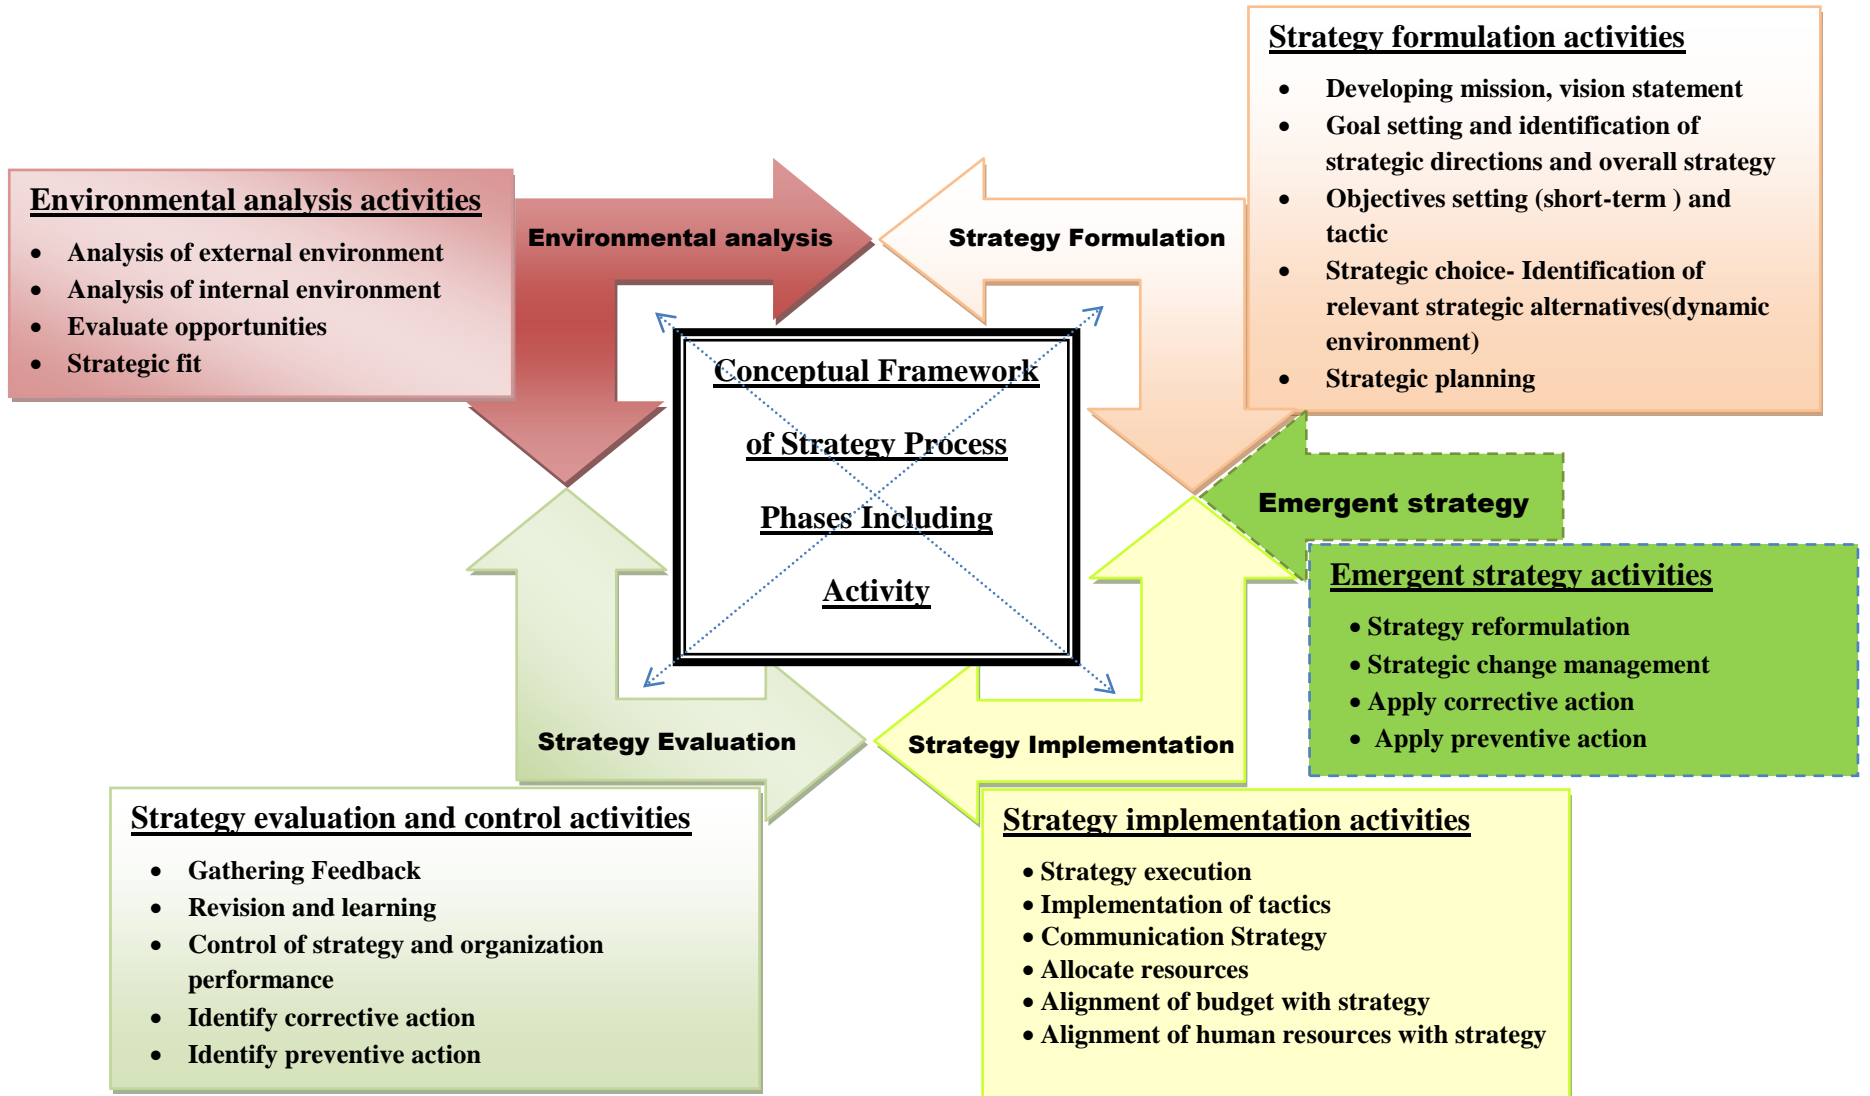 Strategy formulation activities
• Developing mission, vision statement
• Goal setting and identification of
strategic directions and overall strategy
• Objectives setting (short-term ) and
tactic
• Strategic choice- Identification of
relevant strategic alternatives(dynamic
environment)
• Strategic planning
Environmental analysis activities
• Analysis of external environment
• Analysis of internal environment
• Evaluate opportunities
• Strategic fit
Environmental analysis
Strategy Formulation
Conceptual Framework
of Strategy Process
Phases Including
Activity
Emergent strategy
Emergent strategy activities
• Strategy reformulation
• Strategic change management
• Apply corrective action
• Apply preventive action
Strategy Evaluation
Strategy Implementation
Strategy evaluation and control activities
• Gathering Feedback
• Revision and learning
• Control of strategy and organization
performance
• Identify corrective action
• Identify preventive action
Strategy implementation activities
• Strategy execution
• Implementation of tactics
• Communication Strategy
• Allocate resources
• Alignment of budget with strategy
• Alignment of human resources with strategy